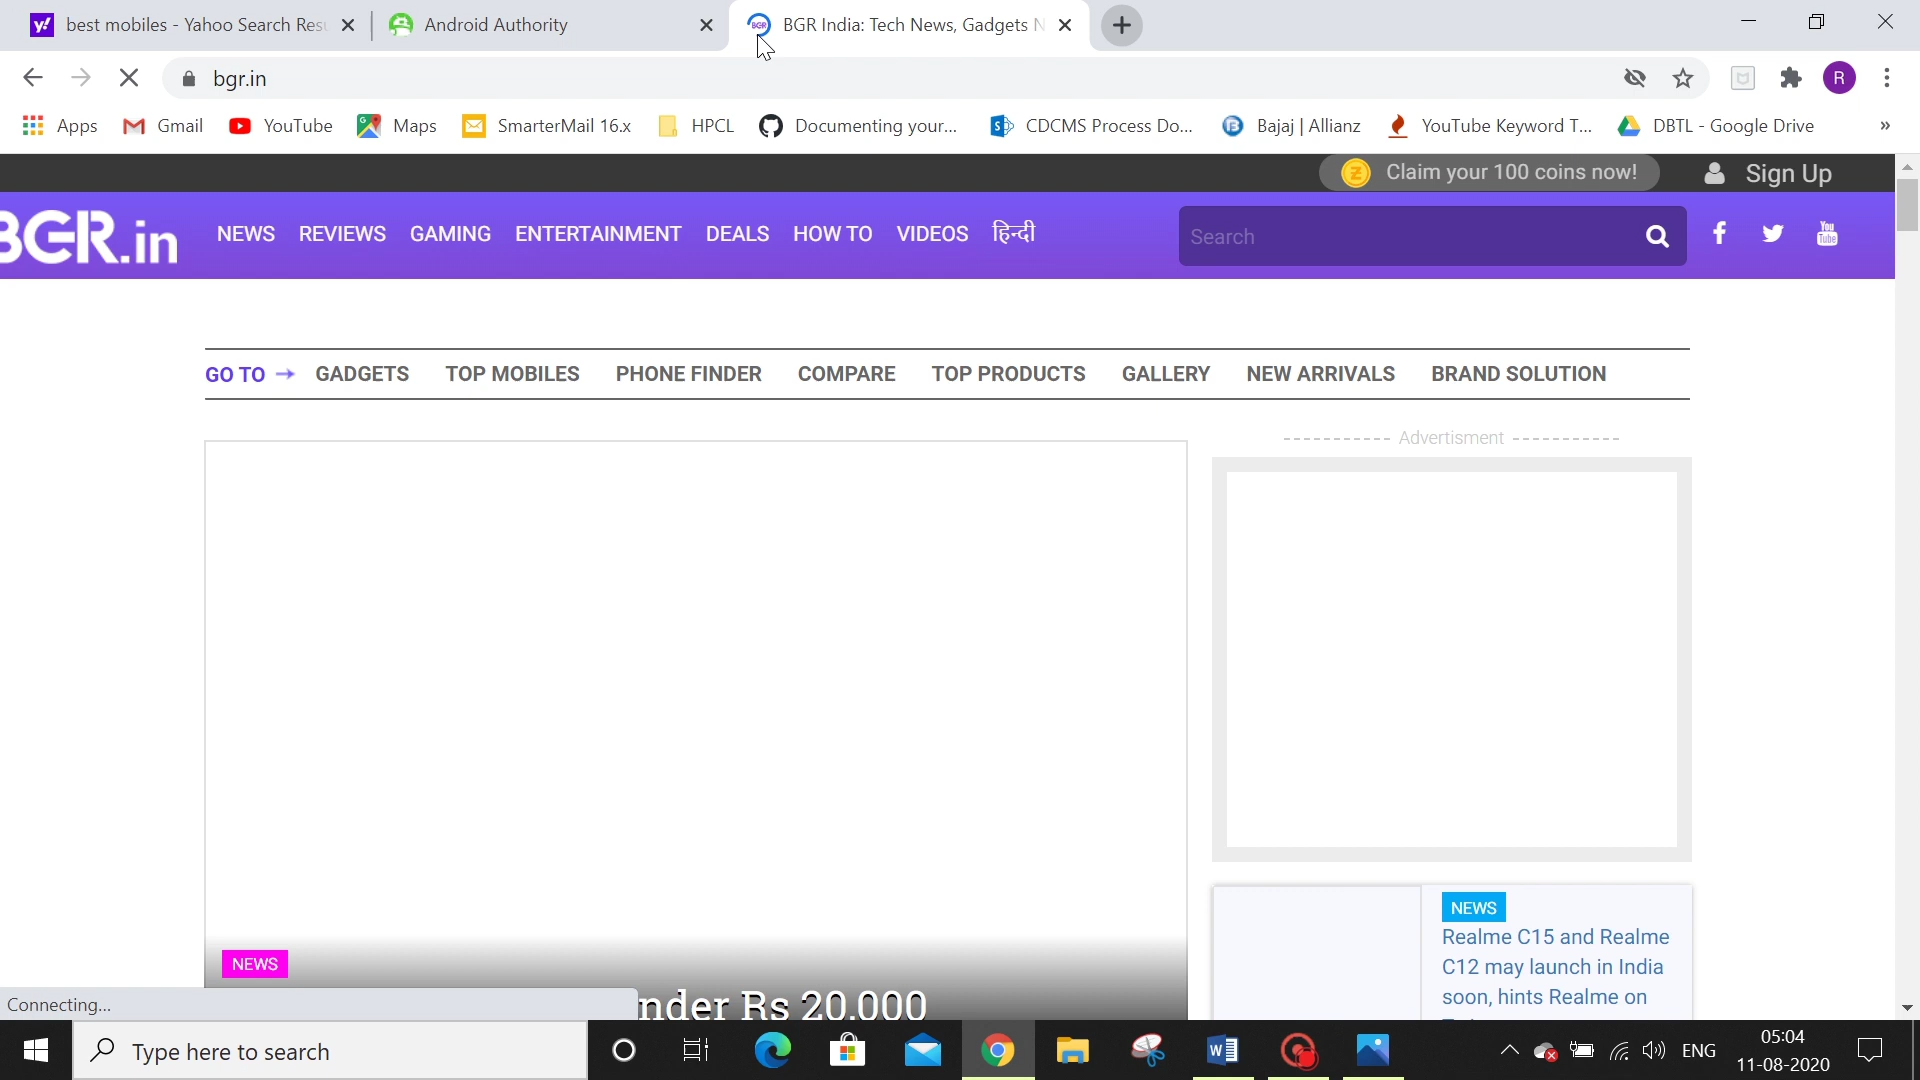 best mobiles - Yahoo Search Resu
Android Authority
BGR India: Tech News, Gadgets N
bgr.in
R
Apps
Gmail
YouTube
Maps
SmarterMail 16.x
HPCL
Documenting your...
CDCMS Process Do...
Bajaj | Allianz
YouTube Keyword T...
DBTL - Google Drive
»
Claim your 100 coins now!
Sign Up
BGR.in
NEWS
REVIEWS
GAMING
ENTERTAINMENT
DEALS
HOW TO
VIDEOS
हिन्दी
Search
GO TO
GADGETS
TOP MOBILES
PHONE FINDER
COMPARE
TOP PRODUCTS
GALLERY
NEW ARRIVALS
BRAND SOLUTION
Advertisment
NEWS
nder Rs 20,000
NEWS
Realme C15 and Realme
C12 may launch in India
soon, hints Realme on
Connecting...
Type here to search
ENG
05:04
11-08-2020